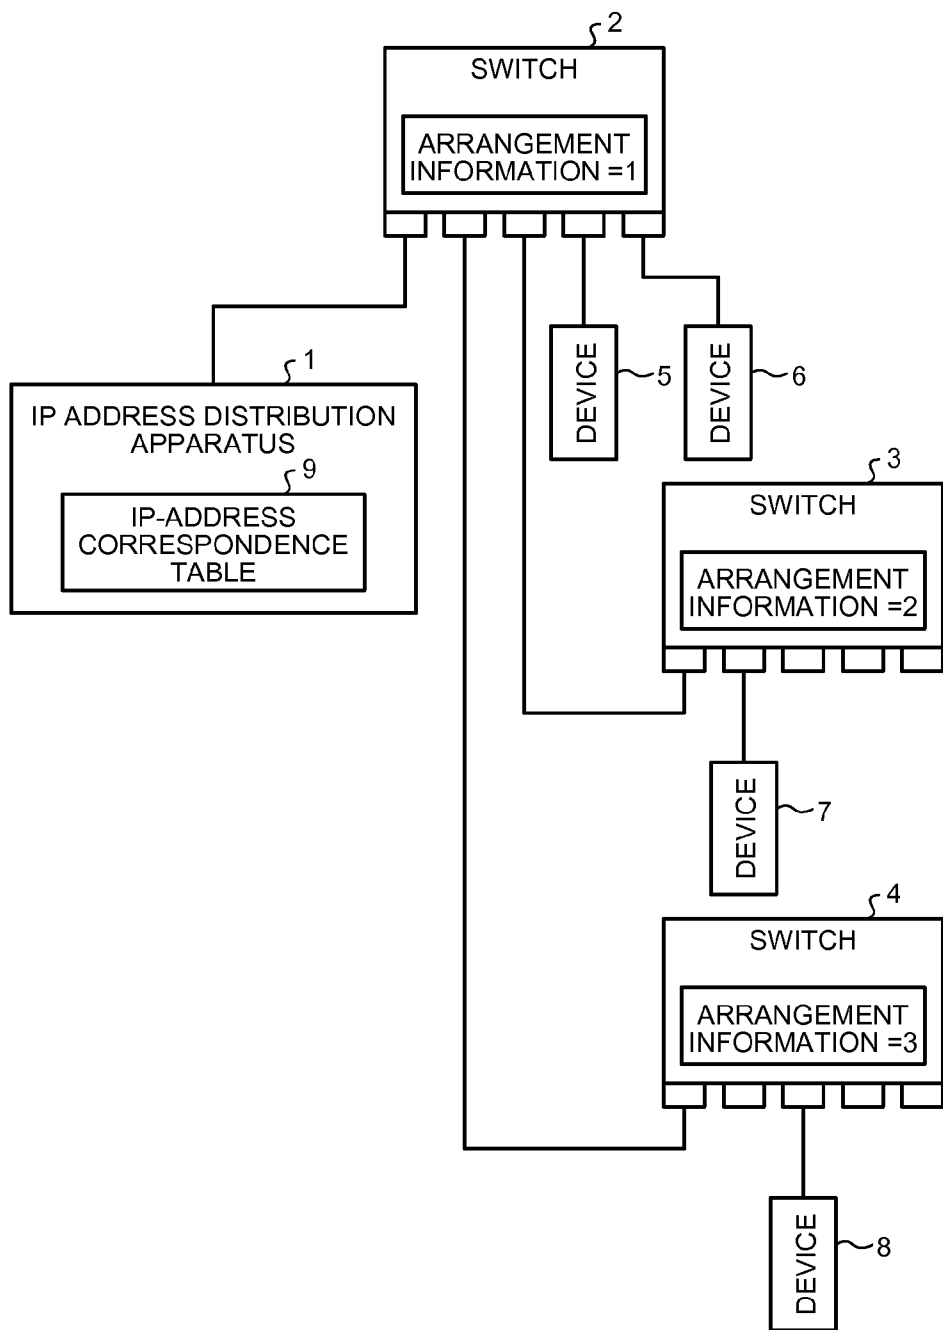 2
SWITCH
ARRANGEMENT
INFORMATION =1
1
IP ADDRESS DISTRIBUTION
APPARATUS
9
IP-ADDRESS
CORRESPONDENCE
TABLE
DEVICE
5
DEVICE
6
3
SWITCH
ARRANGEMENT
INFORMATION =2
DEVICE
7
4
SWITCH
ARRANGEMENT
INFORMATION =3
DEVICE
8